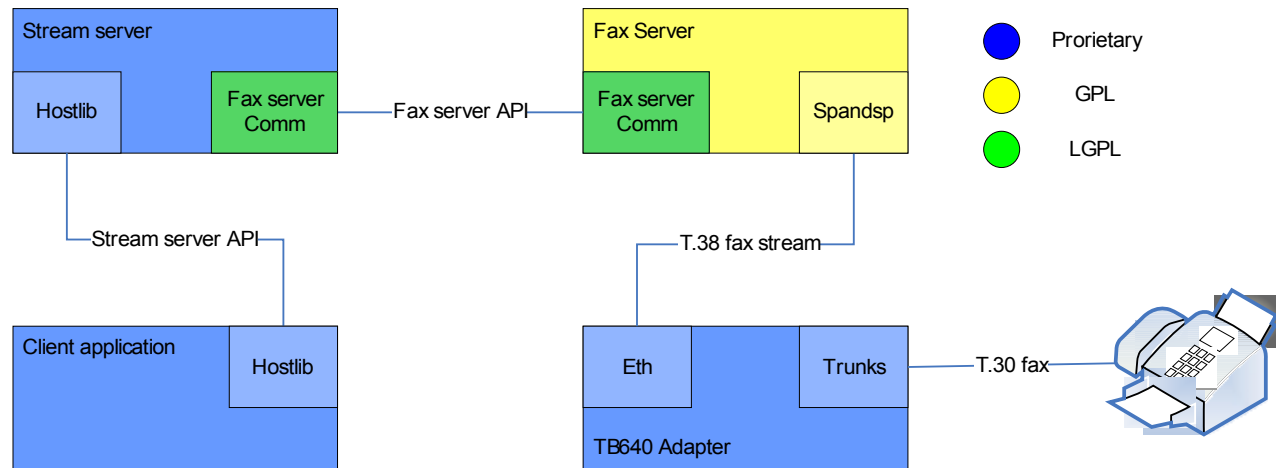 Stream server
Hostlib
Fax server
Comm
Fax server API
Fax Server
Fax server
Comm
Spandsp
Prorietary
GPL
LGPL
Stream server API
T.38 fax stream
Client application
Hostlib
Eth
Trunks
TB640 Adapter
T.30 fax